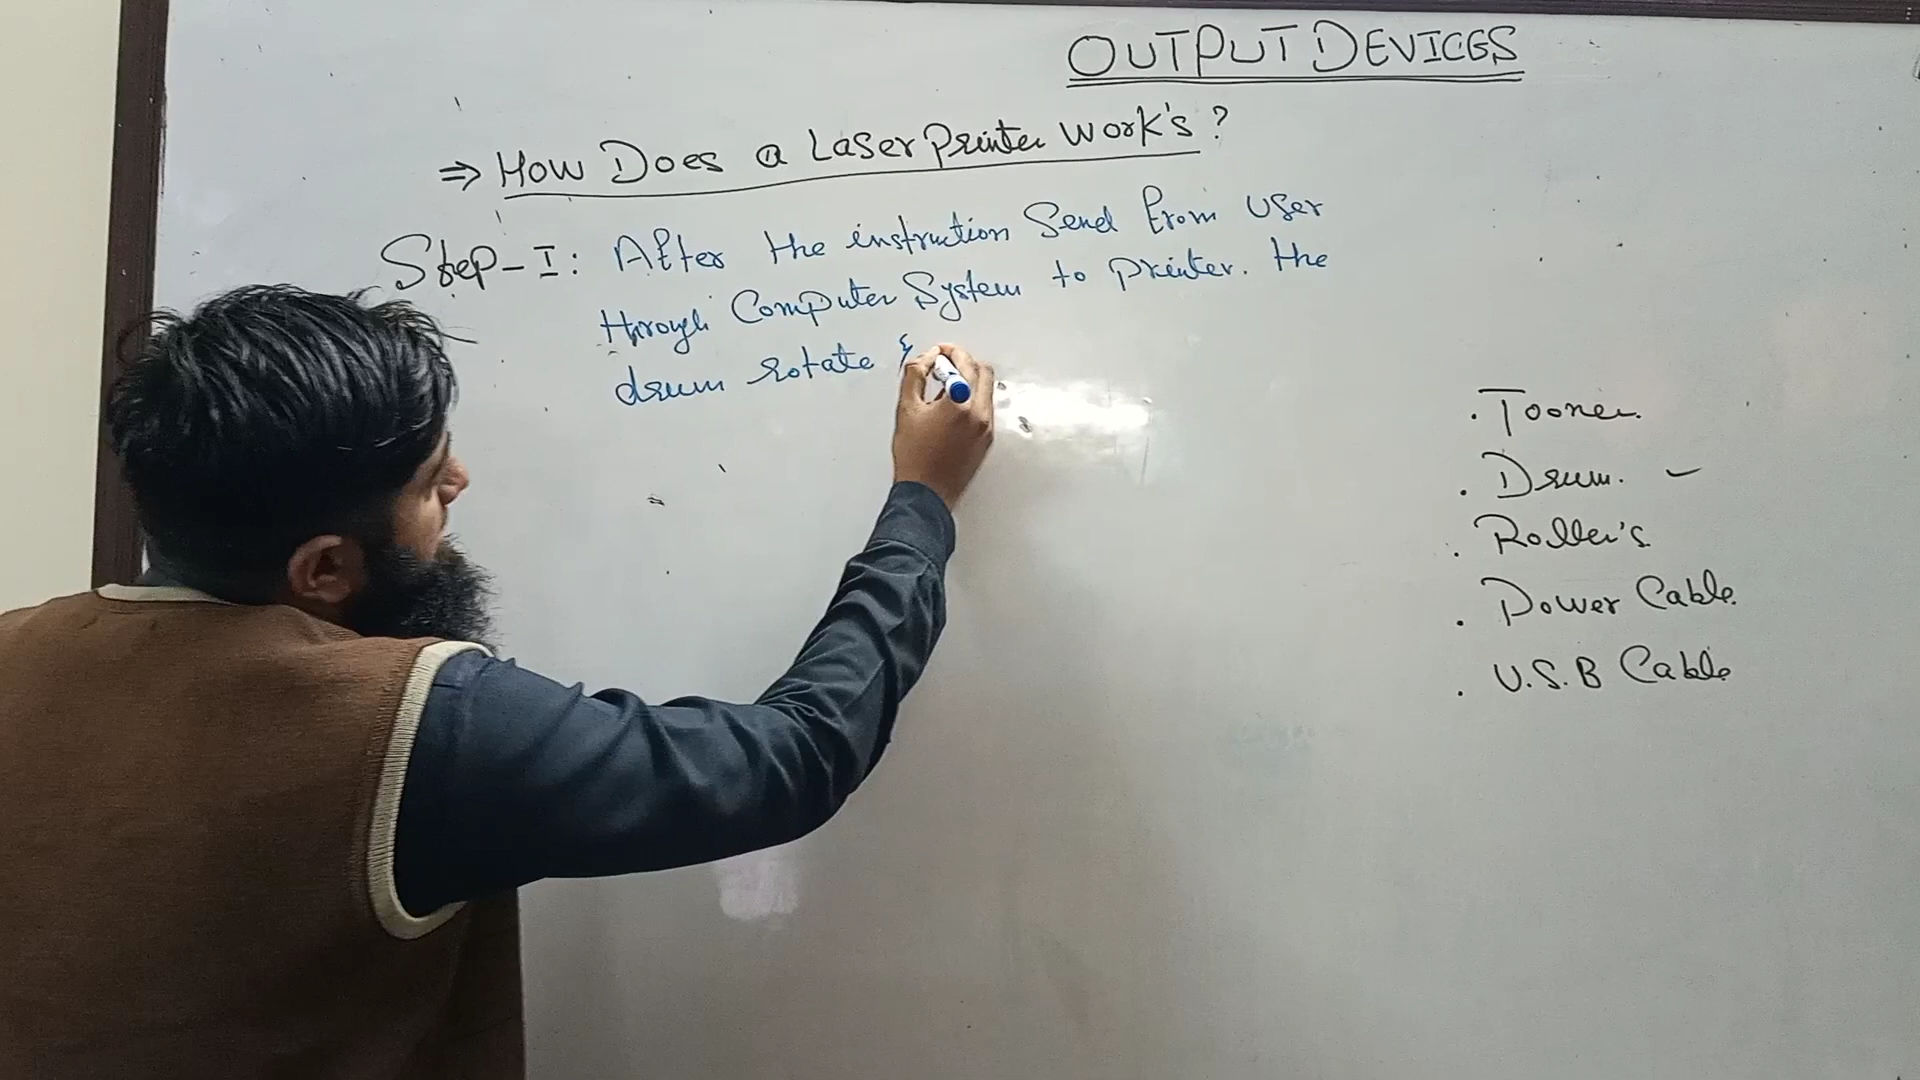 OUTPUT DEVICES
⇒ How Does a Laser Printer Work's ?
Step-I: After the instruction Send From User
through Computer System to printer. the
drum rotate &
. Tooner.
. Drum. -
. Roller's
. Power Cable
. U.S.B Cable